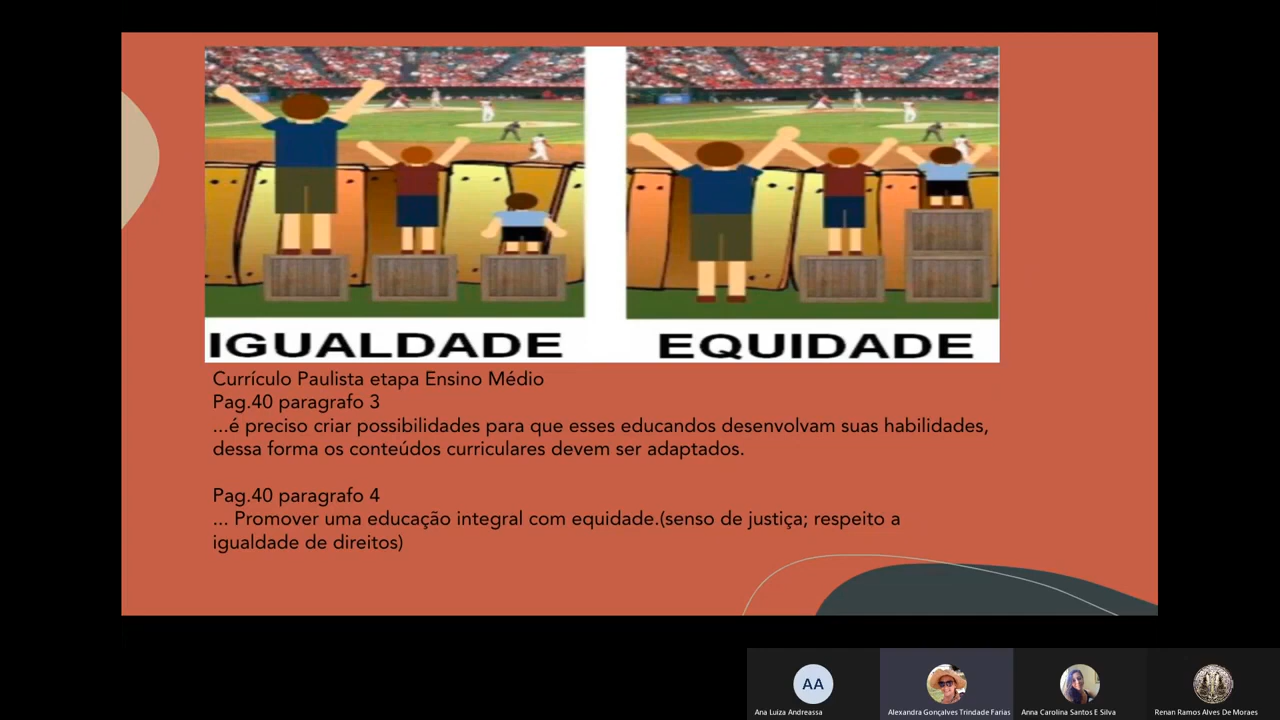 IGUALDADE
EQUIDADE
Currículo Paulista etapa Ensino Médio
Pag.40 paragrafo 3
...é preciso criar possibilidades para que esses educandos desenvolvam suas habilidades,
dessa forma os conteúdos curriculares devem ser adaptados.
Pag.40 paragrafo 4
... Promover uma educação integral com equidade.(senso de justiça; respeito a
igualdade de direitos)
AA
Ana Luiza Andreassa
Alexandra Gonçalves Trindade Farias
Anna Carolina Santos E Silva
Renan Ramos Alves De Moraes